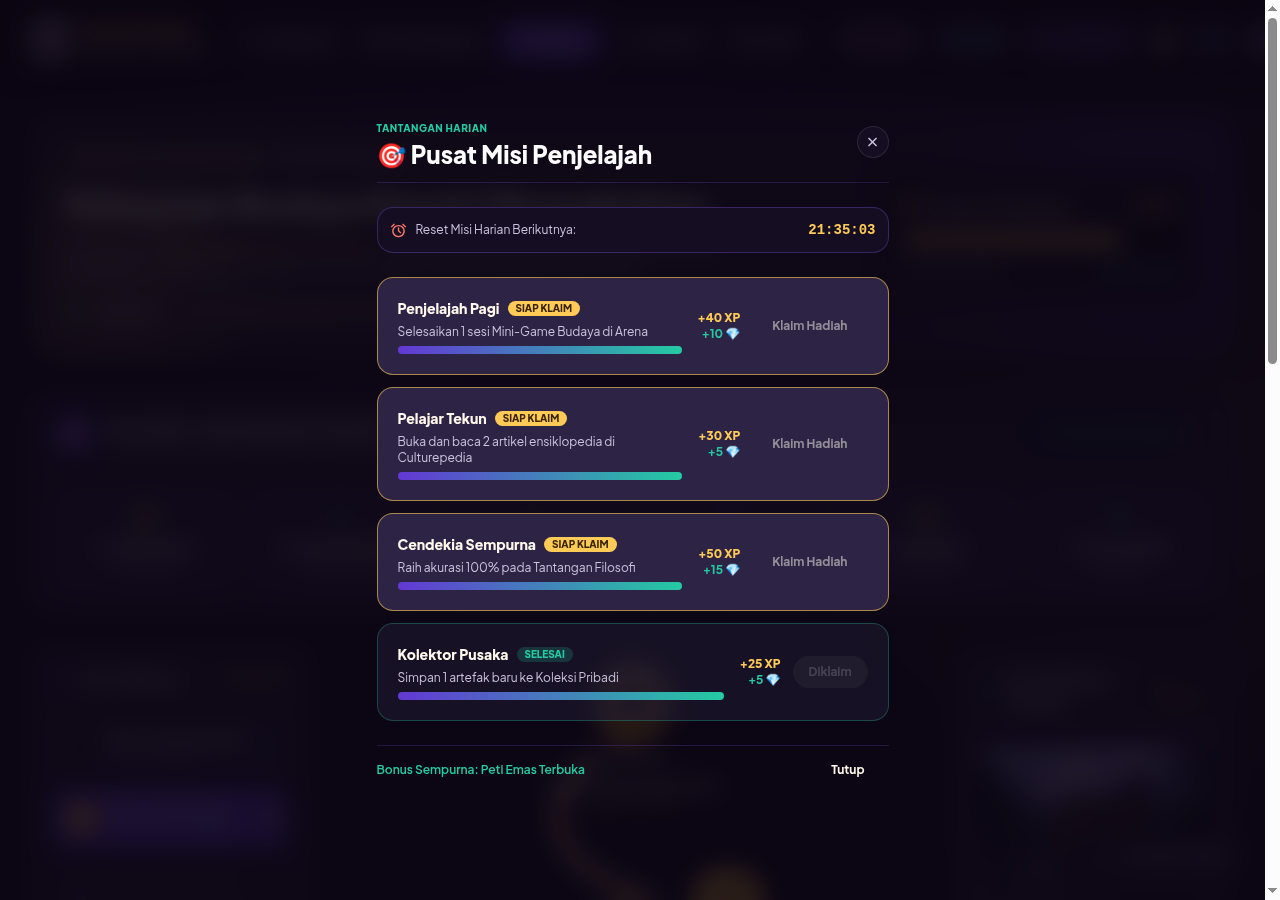 TANTANGAN HARIAN
🎯 Pusat Misi Penjelajah
Reset Misi Harian Berikutnya:
21:35:03
Penjelajah Pagi
SIAP KLAIM
Selesaikan 1 sesi Mini-Game Budaya di Arena
+40 XP
+10 💎
Klaim Hadiah
Pelajar Tekun
SIAP KLAIM
Buka dan baca 2 artikel ensiklopedia di
Culturepedia
+30 XP
+5 💎
Klaim Hadiah
Cendekia Sempurna
SIAP KLAIM
Raih akurasi 100% pada Tantangan Filosofi
+50 XP
+15 💎
Klaim Hadiah
Kolektor Pusaka
SELESAI
Simpan 1 artefak baru ke Koleksi Pribadi
+25 XP
+5 💎
Diklaim
Bonus Sempurna: Peti Emas Terbuka
Tutup